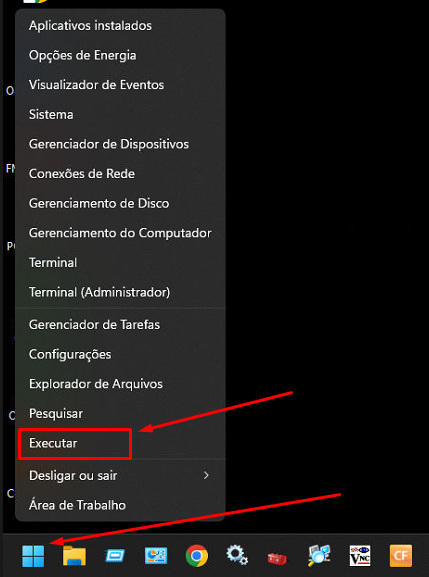 Aplicativos instalados
Opções de Energia
Visualizador de Eventos
Sistema
Gerenciador de Dispositivos
Conexões de Rede
Gerenciamento de Disco
Gerenciamento do Computador
Terminal
Terminal (Administrador)
Gerenciador de Tarefas
Configurações
Explorador de Arquivos
Pesquisar
Executar
Desligar ou sair
Área de Trabalho
VNC
CF